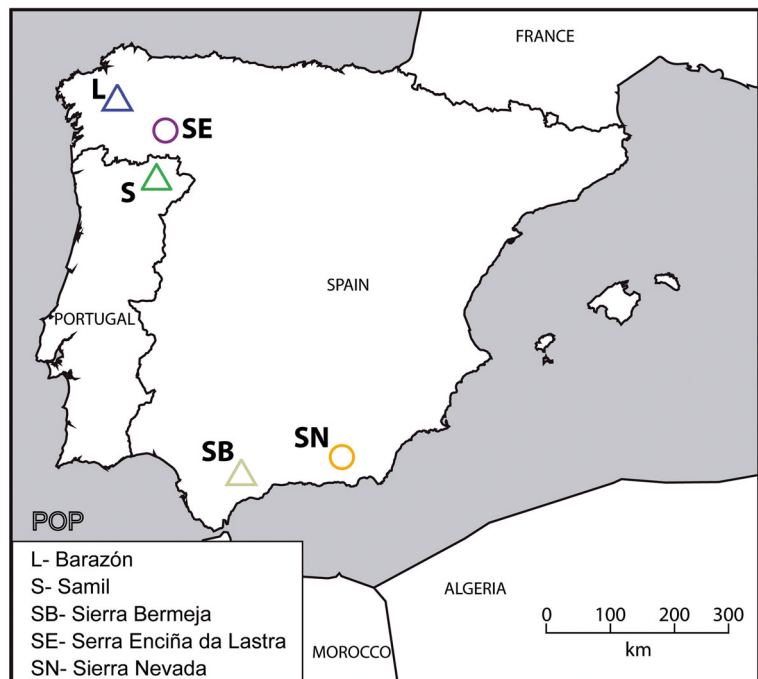 FRANCE
L
SE
S
SPAIN
PORTUGAL
SB
SN
POP
L- Barazón
S- Samil
SB- Sierra Bermeja
SE- Serra Enciña da Lastra
SN- Sierra Nevada
ALGERIA
MOROCCO
0 100 200 300
km